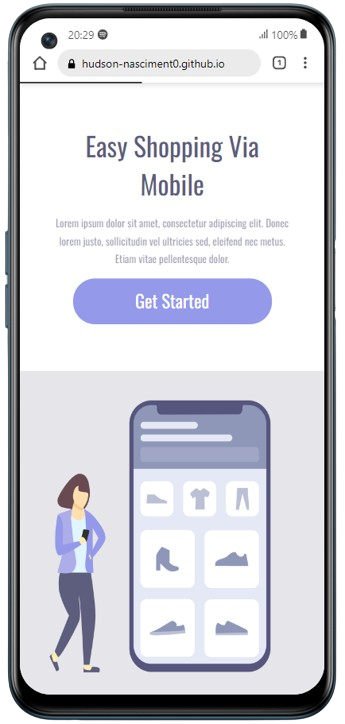 20:29 100%
hudson-nasciment0.github.io 1
Easy Shopping Via
Mobile
Lorem ipsum dolor sit amet, consectetur adipiscing elit. Donec
lorem justo, sollicitudin vel ultricies sed, eleifend nec metus.
Etiam vitae pellentesque dolor.
Get Started